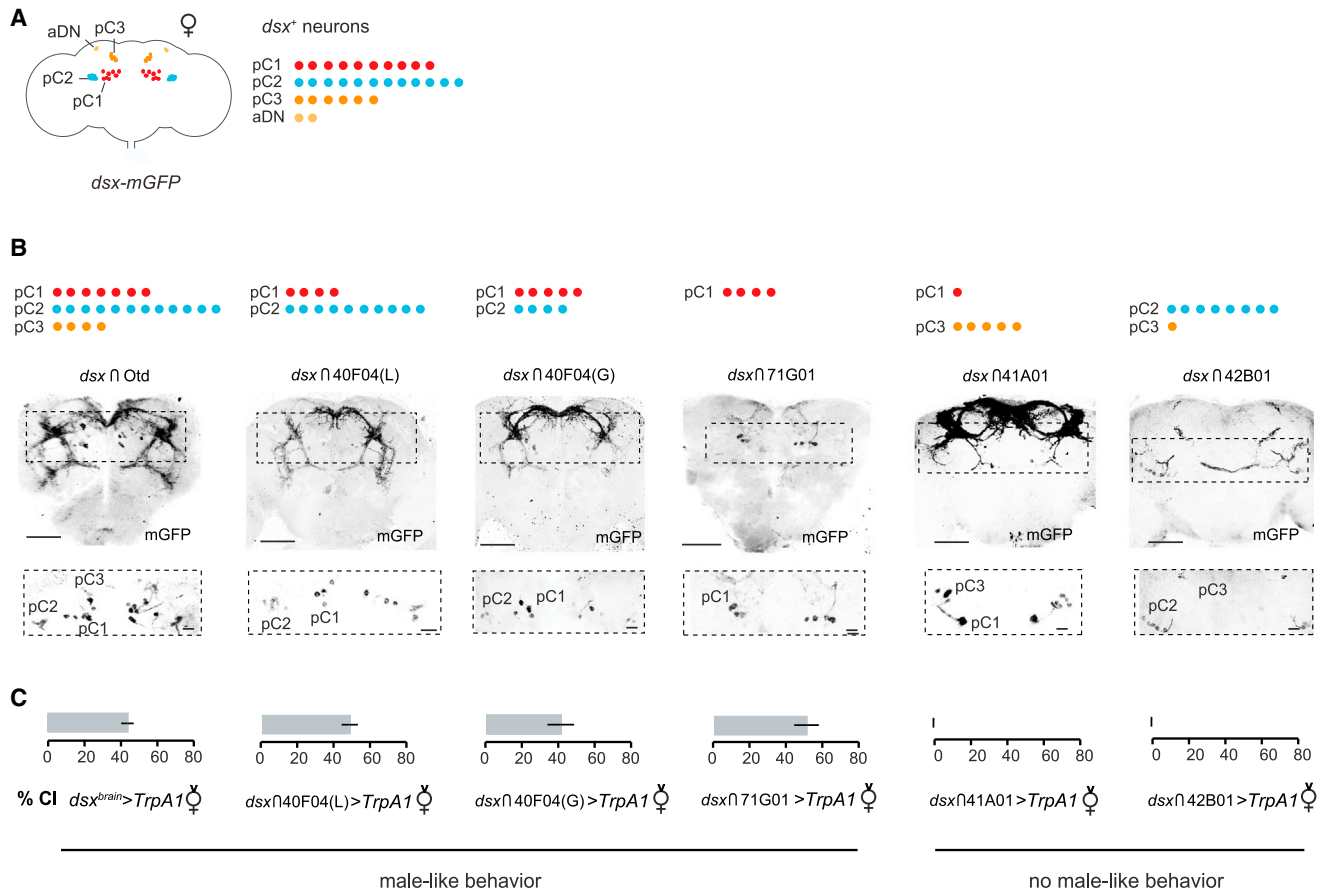 A
♀
dsx⁺ neurons
aDN
pC3
pC2
pC1
dsx-mGFP
pC1
pC2
pC3
aDN
B
pC1
pC2
pC3
pC1
pC2
pC1
pC2
pC1
pC1
pC3
pC2
pC3
dsx∩Otd
dsx∩40F04(L)
dsx∩40F04(G)
dsx∩71G01
dsx∩41A01
dsx∩42B01
mGFP
mGFP
mGFP
mGFP
mGFP
mGFP
pC3
pC2
pC1
pC2
pC1
pC2
pC1
pC1
pC3
pC1
pC3
pC2
C
0 20 40 60 80
0 20 40 60 80
0 20 40 60 80
0 20 40 60 80
0 20 40 60 80
0 20 40 60 80
% CI
dsxbrain>TrpA1
dsx∩40F04(L)>TrpA1
dsx∩40F04(G)>TrpA1
dsx∩71G01>TrpA1
dsx∩41A01>TrpA1
dsx∩42B01>TrpA1
male-like behavior
no male-like behavior